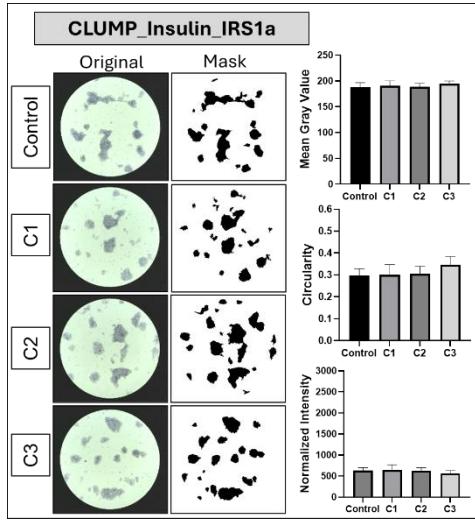 CLUMP_Insulin_IRS1a
Original Mask
Control
C1
C2
C3
Mean Gray Value
250
200
150
100
50
0
Control C1 C2 C3
Circularity
0.6
0.5
0.4
0.3
0.2
0.1
0.0
Control C1 C2 C3
Normalized Intensity
3000
2500
2000
1500
1000
500
0
Control C1 C2 C3